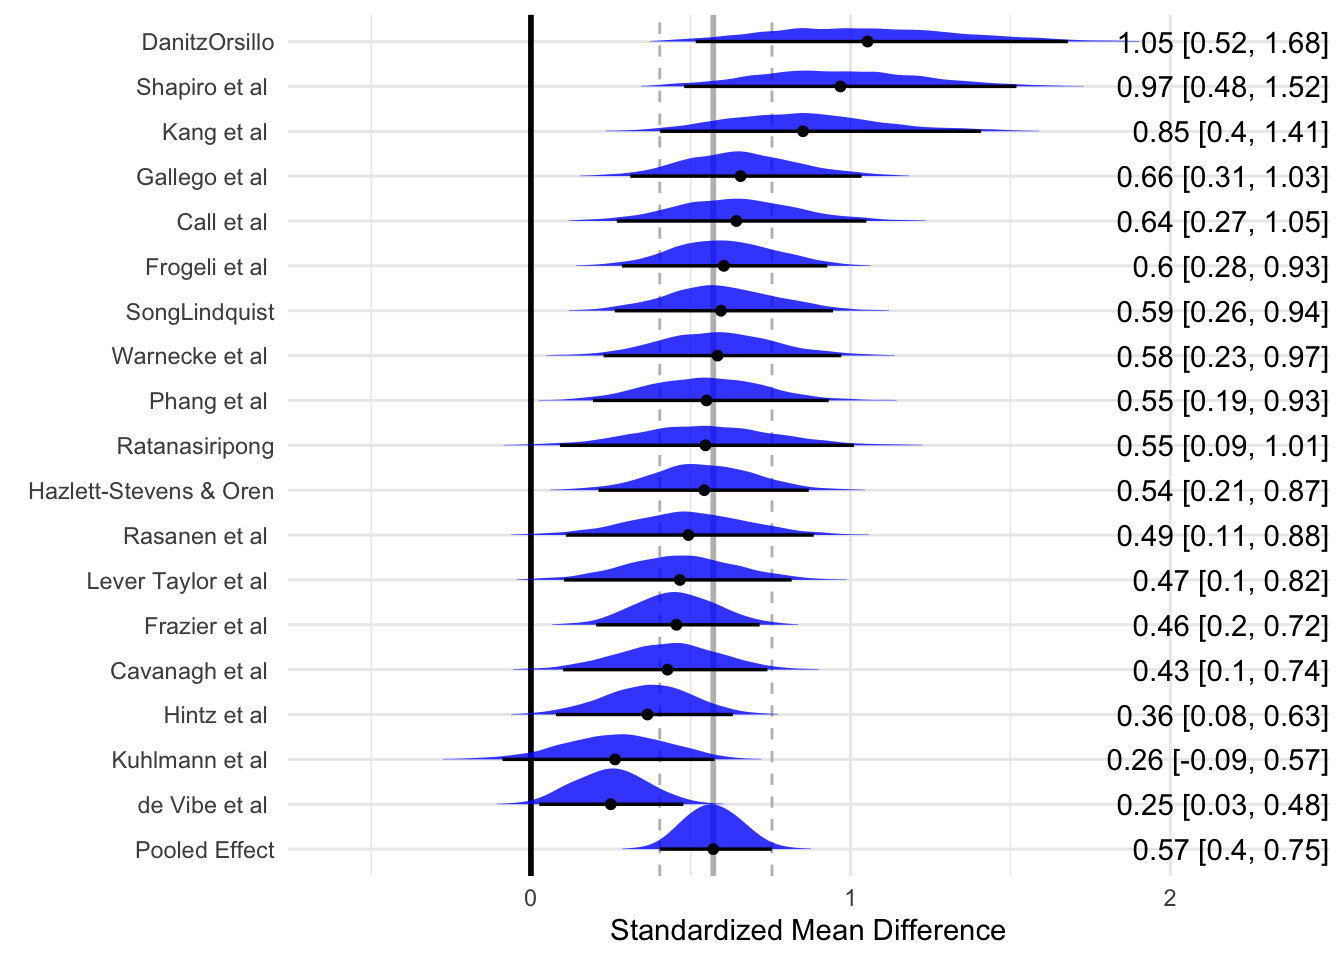 DanitzOrsillo 1.05 [0.52, 1.68]
Shapiro et al 0.97 [0.48, 1.52]
Kang et al 0.85 [0.4, 1.41]
Gallego et al 0.66 [0.31, 1.03]
Call et al 0.64 [0.27, 1.05]
Frogeli et al 0.6 [0.28, 0.93]
SongLindquist 0.59 [0.26, 0.94]
Warnecke et al 0.58 [0.23, 0.97]
Phang et al 0.55 [0.19, 0.93]
Ratanasiripong 0.55 [0.09, 1.01]
Hazlett-Stevens & Oren 0.54 [0.21, 0.87]
Rasanen et al 0.49 [0.11, 0.88]
Lever Taylor et al 0.47 [0.1, 0.82]
Frazier et al 0.46 [0.2, 0.72]
Cavanagh et al 0.43 [0.1, 0.74]
Hintz et al 0.36 [0.08, 0.63]
Kuhlmann et al 0.26 [-0.09, 0.57]
de Vibe et al 0.25 [0.03, 0.48]
Pooled Effect 0.57 [0.4, 0.75]
0 1 2
Standardized Mean Difference